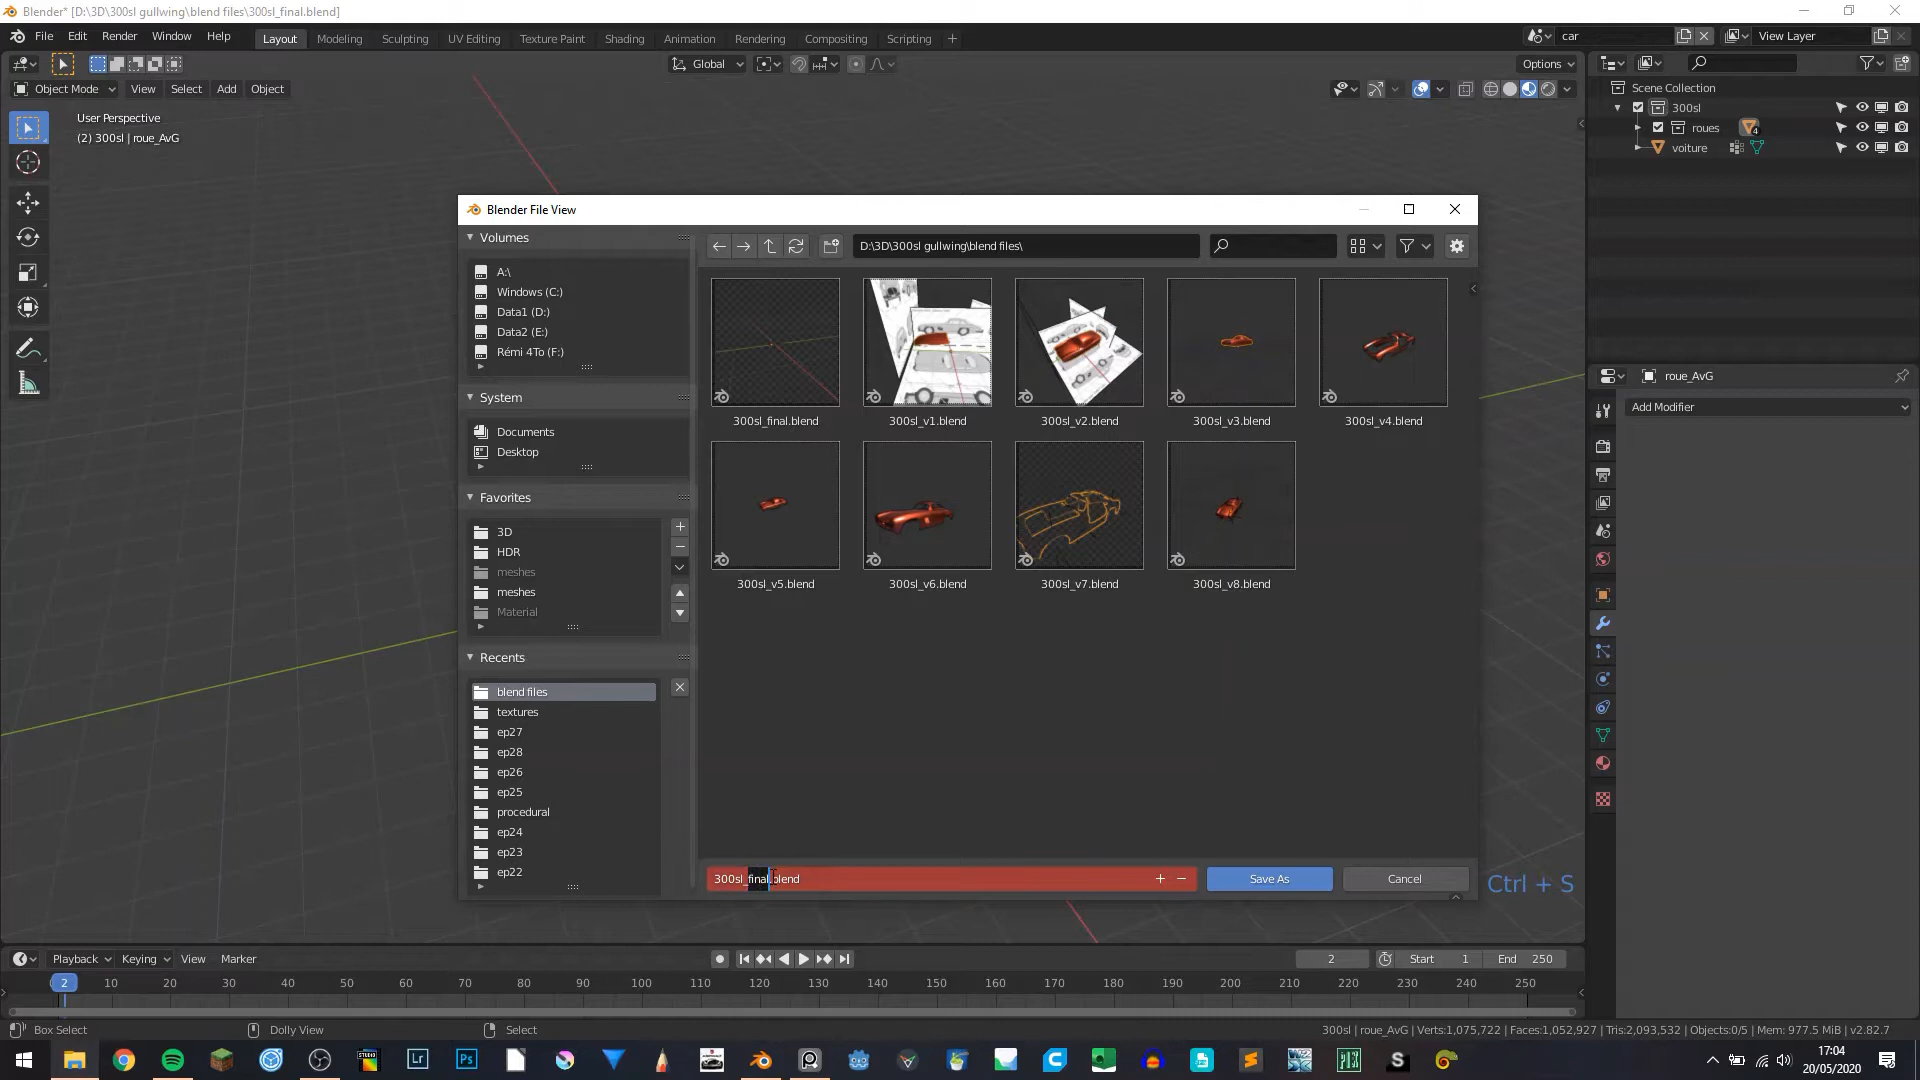 Blender* [D:\3D\300sl gullwing\blend files\300sl_final.blend]
File Edit Render Window Help
Layout Modeling Sculpting UV Editing Texture Paint Shading Animation Rendering Compositing Scripting +
car
View Layer
Global
Options
Object Mode View Select Add Object
User Perspective
(2) 300sl | roue_AvG
Scene Collection
300sl
roues 4
voiture
roue_AvG
Add Modifier
Blender File View
Volumes
A:\
Windows (C:)
Data1 (D:)
Data2 (E:)
Rémi 4To (F:)
System
Documents
Desktop
Favorites
3D
HDR
meshes
meshes
Material
Recents
blend files
textures
ep27
ep28
ep26
ep25
procedural
ep24
ep23
ep22
D:\3D\300sl gullwing\blend files\
300sl_final.blend 300sl_v1.blend 300sl_v2.blend 300sl_v3.blend 300sl_v4.blend
300sl_v5.blend 300sl_v6.blend 300sl_v7.blend 300sl_v8.blend
300sl_final.blend + − Save As Cancel
Ctrl + S
Playback Keying View Marker
2 Start 1 End 250
2 10 20 30 40 50 60 70 80 90 100 110 120 130 140 150 160 170 180 190 200 210 220 230 240 250
Box Select Dolly View Select
300sl | roue_AvG | Verts:1,075,722 | Faces:1,052,927 | Tris:2,093,532 | Objects:0/5 | Mem: 977.5 MiB | v2.82.7
Lr Ps S
17:04
20/05/2020